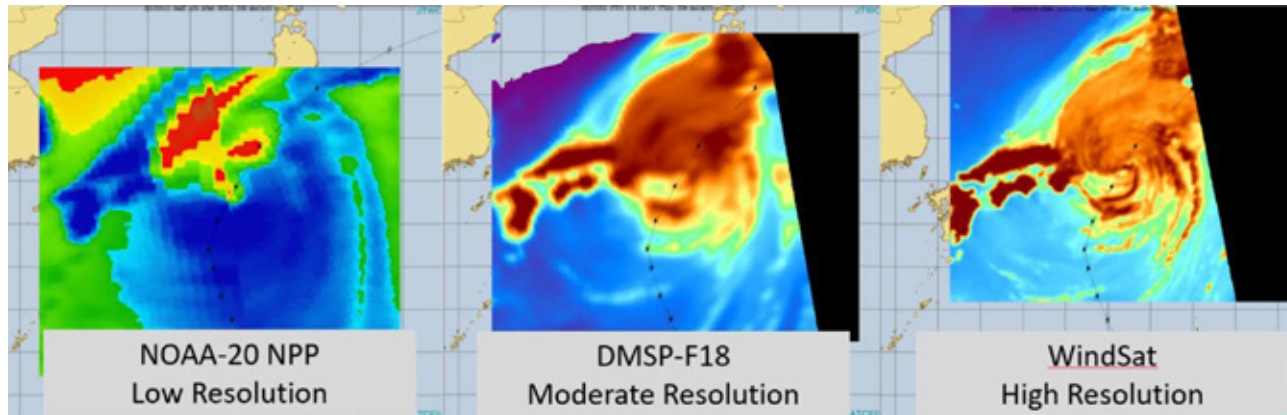 NOAA-20 NPP
Low Resolution
DMSP-F18
Moderate Resolution
WindSat
High Resolution